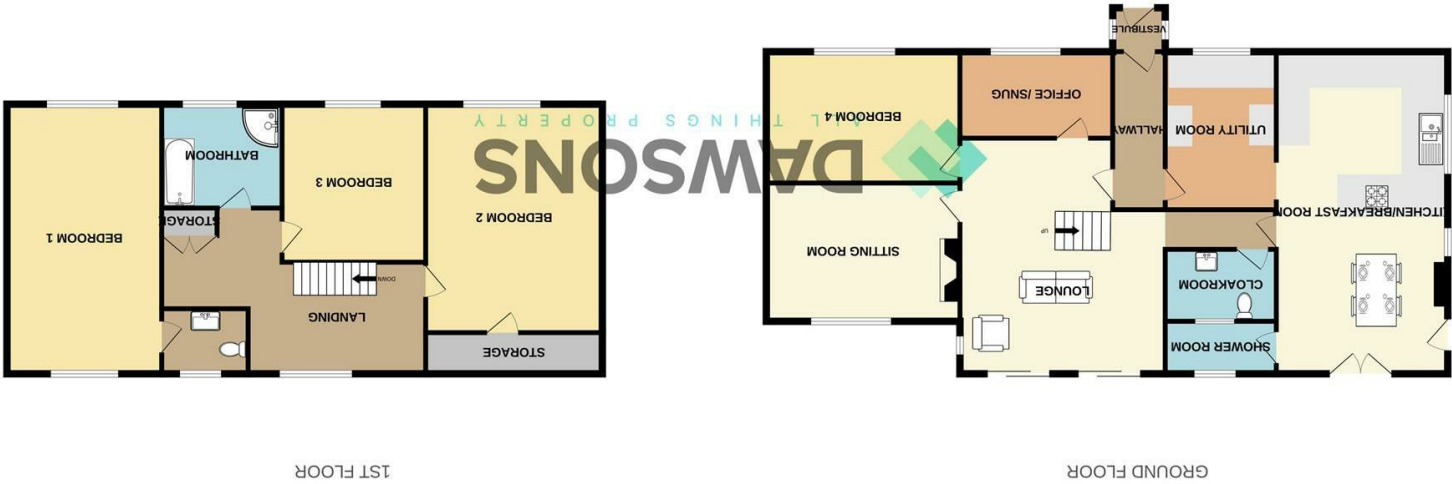 GROUND FLOOR
1ST FLOOR
SHOWER ROOM
CLOAKROOM
LOUNGE
UP
KITCHEN/BREAKFAST ROOM
SITTING ROOM
UTILITY ROOM
HALLWAY
OFFICE / SNUG
BEDROOM 4
VESTIBULE
STORAGE
LANDING
DOWN
BEDROOM 2
BEDROOM 3
BEDROOM 1
STORAGE
BATHROOM
DAWSONS
ALL THINGS PROPERTY